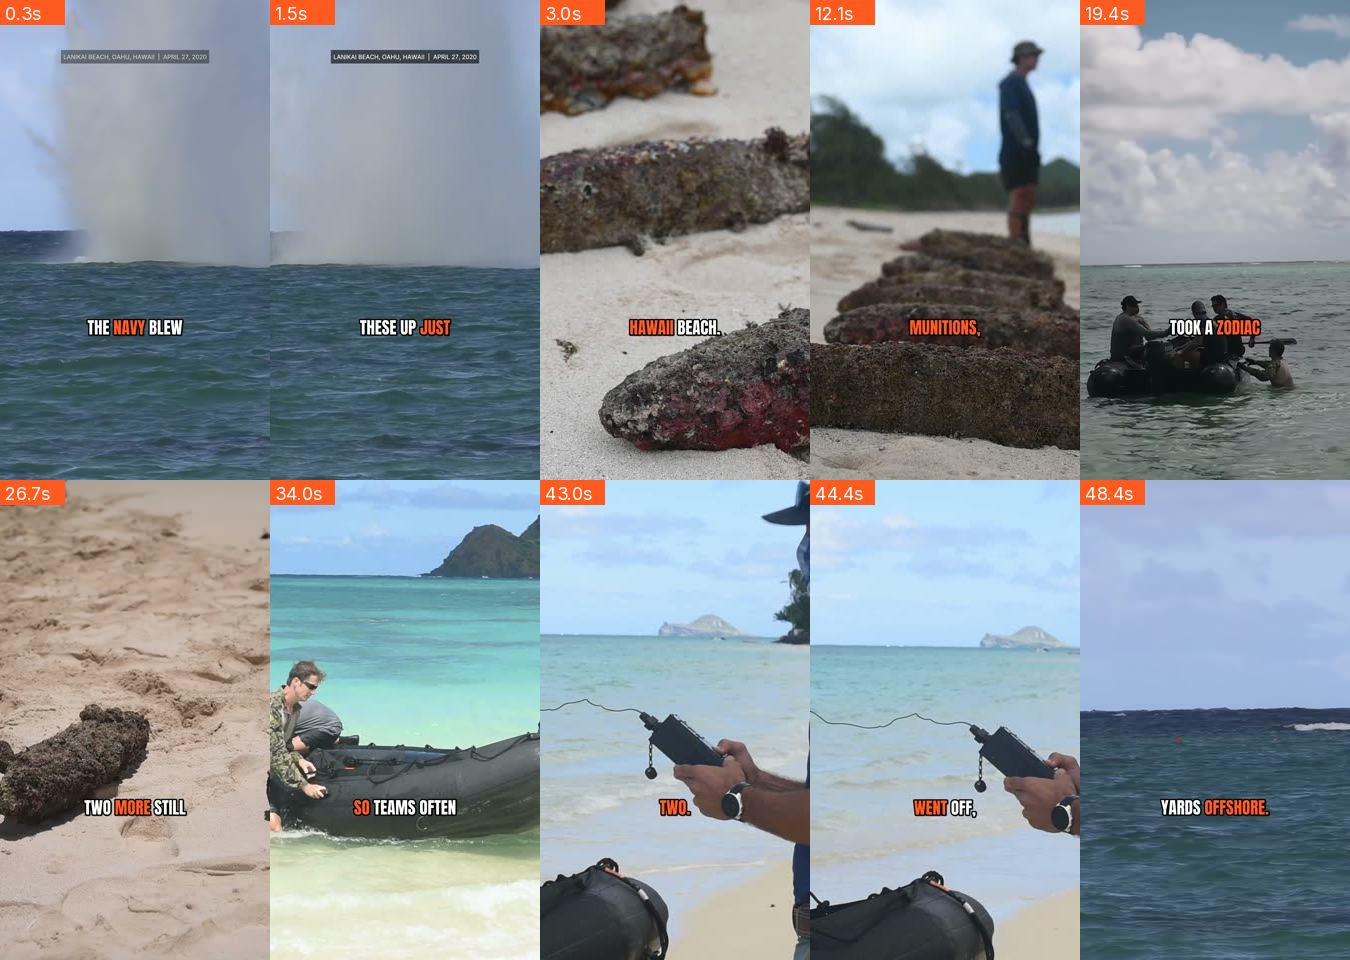 0.3s
LANIKAI BEACH, OAHU, HAWAII | APRIL 27, 2020
THE NAVY BLEW
1.5s
LANIKAI BEACH, OAHU, HAWAII | APRIL 27, 2020
THESE UP JUST
3.0s
HAWAII BEACH.
12.1s
MUNITIONS,
19.4s
TOOK A ZODIAC
26.7s
TWO MORE STILL
34.0s
SO TEAMS OFTEN
43.0s
TWO.
44.4s
WENT OFF,
48.4s
YARDS OFFSHORE.